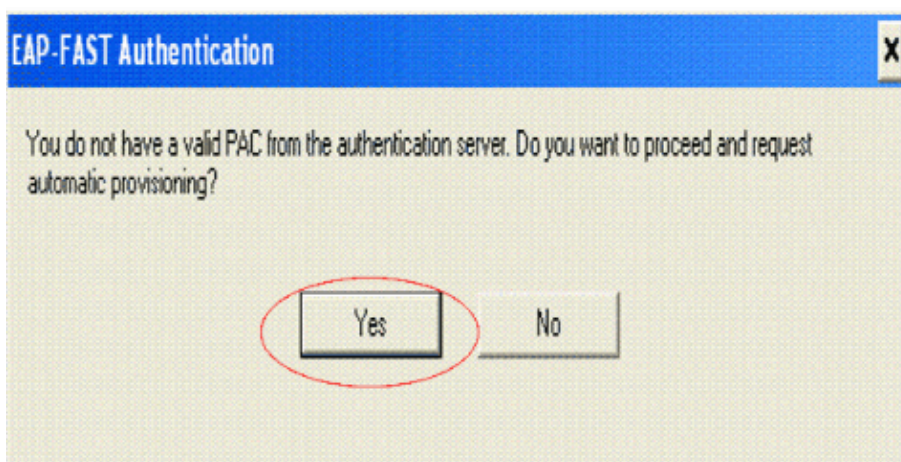 EAP-FAST Authentication
X
You do not have a valid PAC from the authentication server. Do you want to proceed and request
automatic provisioning?
Yes
No